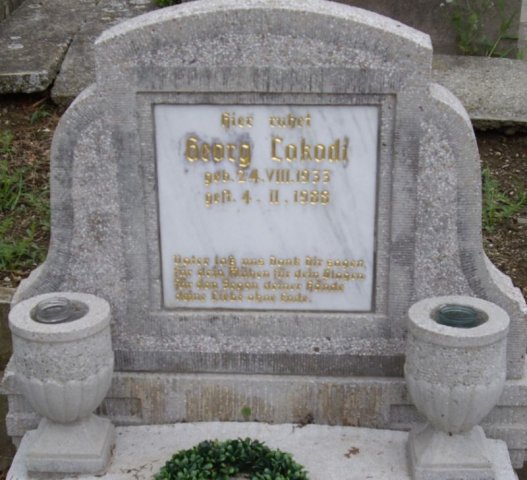 Hier ruhet
Georg Lokodi
geb. 24. VIII. 1933
gest. 4. II. 1988
Vater laß uns Dank dir sagen,
für dein Mühen für dein Plagen
für den Segen deiner Hände
deine Liebe ohne Ende.